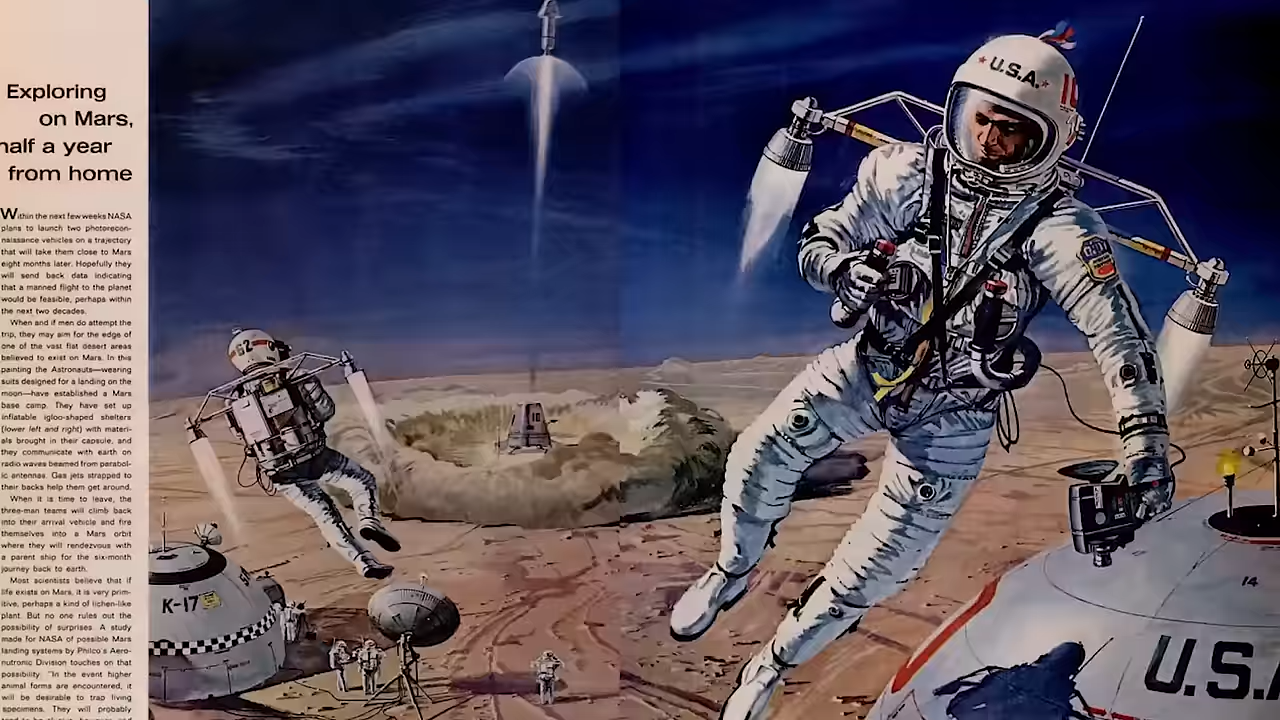 Exploring
on Mars,
half a year
from home
Within the next few weeks NASA
plans to launch two photorecon-
naissance vehicles on a trajectory
that will take them close to Mars
eight months later. Hopefully they
will send back data indicating
that a manned flight to the planet
would be feasible, perhaps within
the next two decades.
When and if men do attempt the
trip, they may aim for the edge of
one of the vast flat desert areas
believed to exist on Mars. In this
painting the Astronauts—wearing
suits designed for a landing on the
moon—have established a Mars
base camp. They have set up
inflatable igloo-shaped shelters
(lower left and right) with materi-
als brought in their capsule, and
they communicate with earth on
radio waves beamed from parabol-
ic antennas. Gas jets strapped to
their backs help them get around.
When it is time to leave, the
three-man teams will climb back
into their arrival vehicle and fire
themselves into a Mars orbit
where they will rendezvous with
a parent ship for the six-month
journey back to earth.
Most scientists believe that if
life exists on Mars, it is very prim-
itive, perhaps a kind of lichen-like
plant. But no one rules out the
possibility of surprises. A study
made for NASA of possible Mars
landing systems by Philco's Aero-
nutronic Division touches on that
possibility: "In the event higher
animal forms are encountered, it
will be desirable to trap living
specimens. They will probably
U.S.A.
10
62
K-17
14
U.S.A